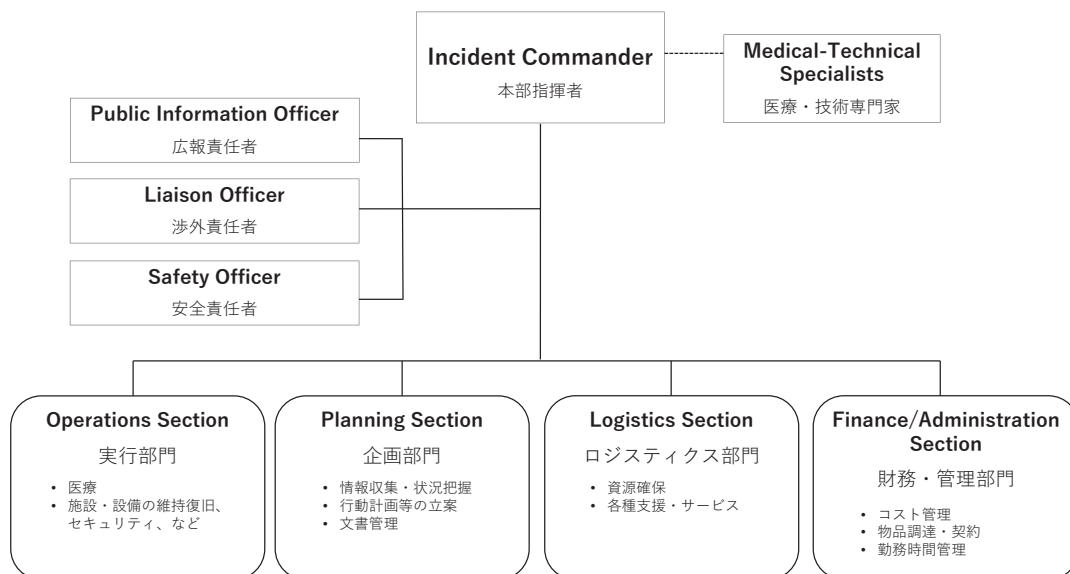 Incident Commander
本部指揮者
Medical-Technical
Specialists
医療・技術専門家
Public Information Officer
広報責任者
Liaison Officer
渉外責任者
Safety Officer
安全責任者
Operations Section
実行部門
• 医療
• 施設・設備の維持復旧、
セキュリティ、など
Planning Section
企画部門
• 情報収集・状況把握
• 行動計画等の立案
• 文書管理
Logistics Section
ロジスティクス部門
• 資源確保
• 各種支援・サービス
Finance/Administration
Section
財務・管理部門
• コスト管理
• 物品調達・契約
• 勤務時間管理